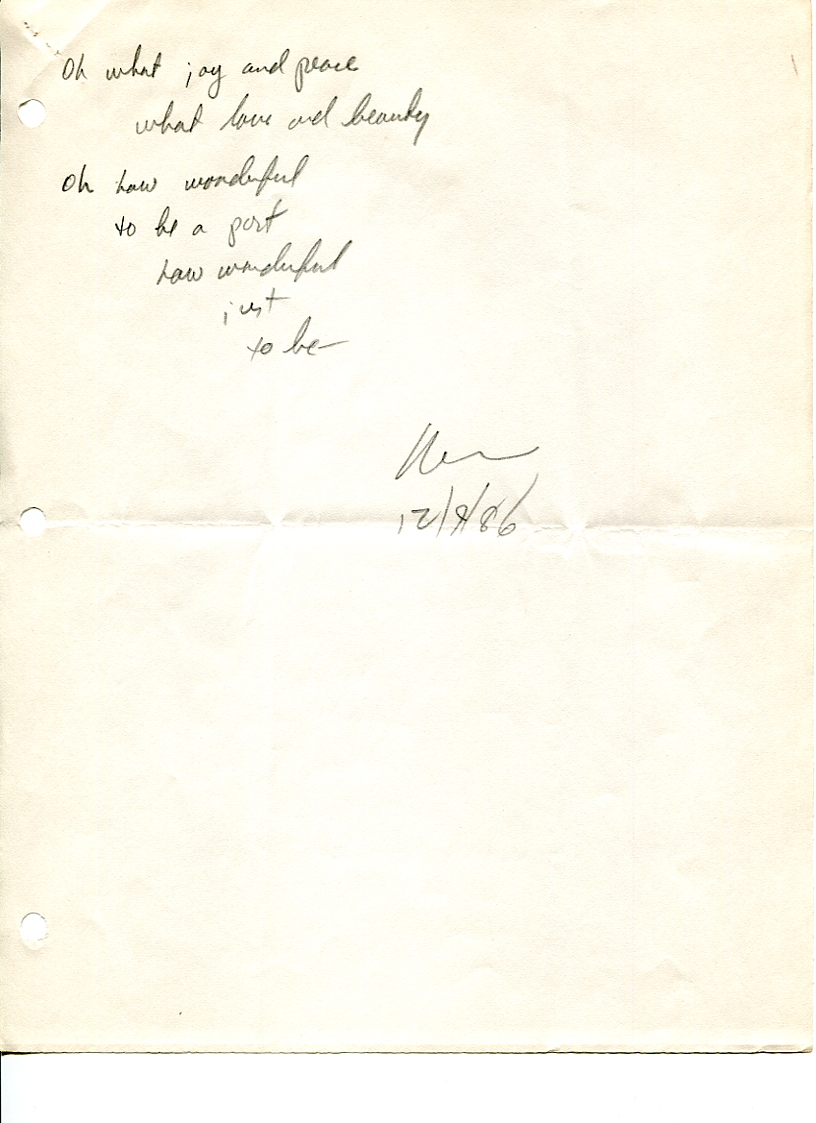 Oh what joy and peace
what love and beauty
Oh how wonderful
to be a part
how wonderful
just
to be—
12/8/86